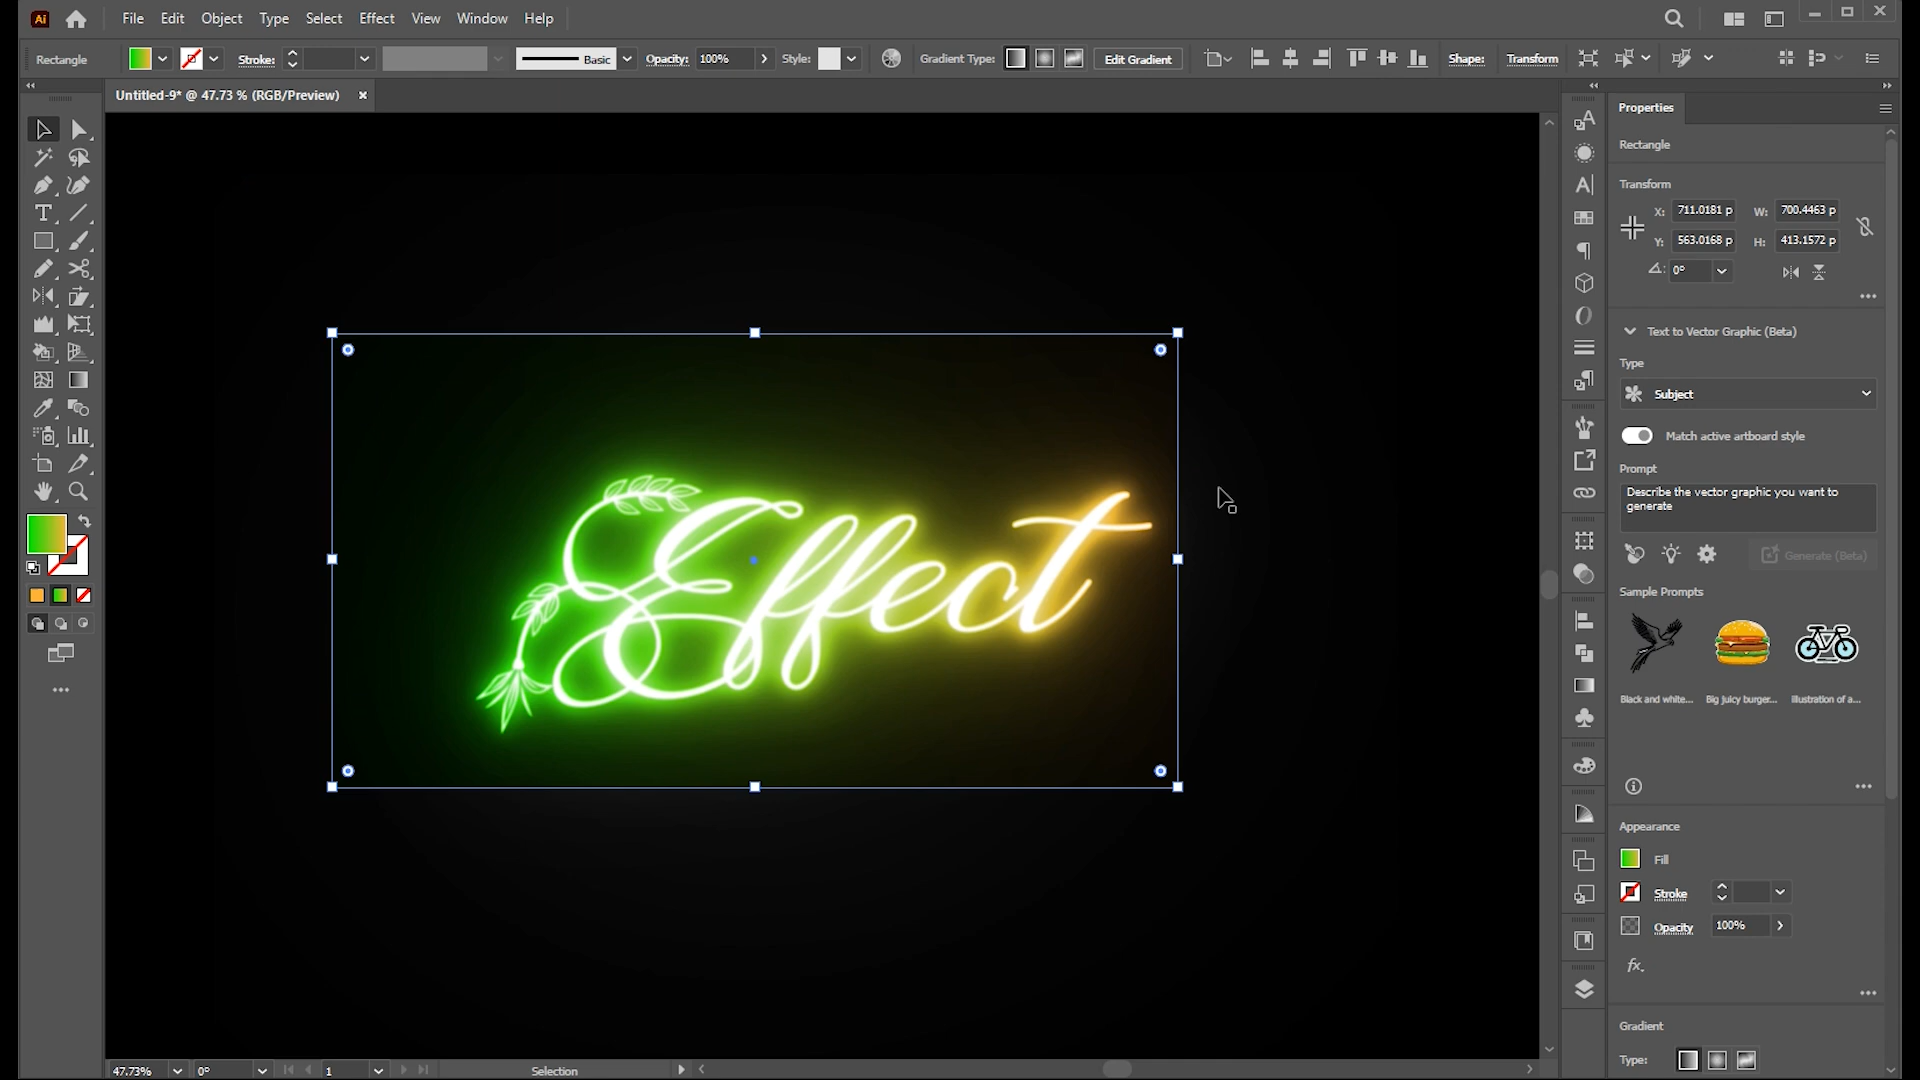 Ai File Edit Object Type Select Effect View Window Help
Rectangle Stroke: Basic Opacity: 100% Style: Gradient Type: Edit Gradient Shape: Transform
Untitled-9* @ 47.73 % (RGB/Preview) ×
Properties
Rectangle
Transform
X: 711.0181 p W: 700.4463 p
Y: 563.0168 p H: 413.1572 p
0°
Text to Vector Graphic (Beta)
Type
Subject
Match active artboard style
Prompt
Describe the vector graphic you want to
generate
Generate (Beta)
Sample Prompts
Black and white... Big juicy burger... Illustration of a...
Appearance
Fill
Stroke
Opacity 100%
fx.
Gradient
Type:
Effect
47.73% 0° 1 Selection